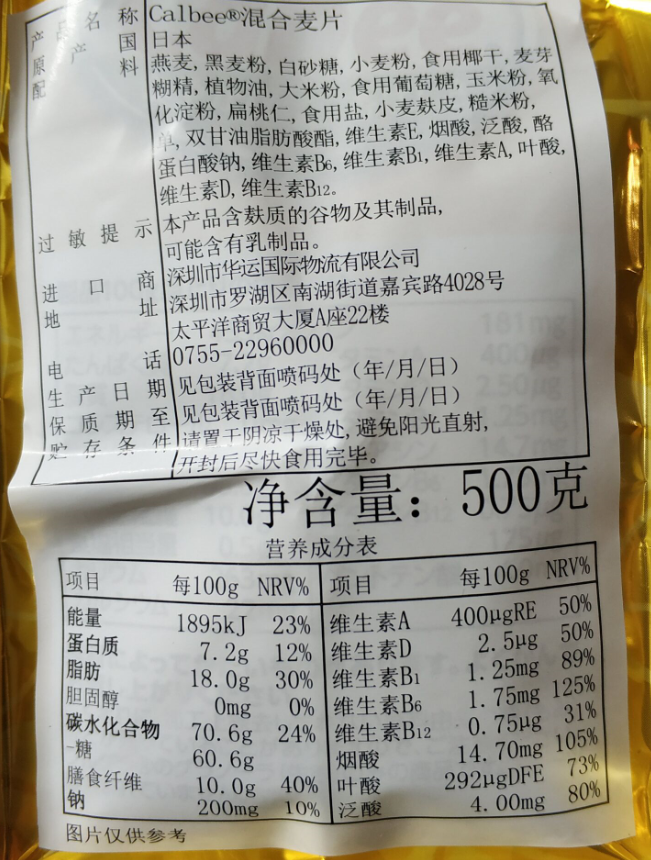 产品名称 Calbee®混合麦片
原产国 日本
配料 燕麦, 黑麦粉, 白砂糖, 小麦粉, 食用椰干, 麦芽
糊精, 植物油, 大米粉, 食用葡萄糖, 玉米粉, 氧
化淀粉, 扁桃仁, 食用盐, 小麦麸皮, 糙米粉,
双甘油脂肪酸酯, 维生素E, 烟酸, 泛酸, 酪
蛋白酸钠, 维生素B6, 维生素B1, 维生素A, 叶酸,
维生素D, 维生素B12。
过敏提示 本产品含麸质的谷物及其制品,
可能含有乳制品。
进口商 深圳市华运国际物流有限公司
地址 深圳市罗湖区南湖街道嘉宾路4028号
太平洋商贸大厦A座22楼
电话 0755-22960000
生产日期 见包装背面喷码处（年/月/日）
保质期至 见包装背面喷码处（年/月/日）
贮存条件 请置于阴凉干燥处, 避免阳光直射,
开封后尽快食用完毕。
净含量：500克
营养成分表
项目 每100g NRV% 项目 每100g NRV%
能量 1895kJ 23% 维生素A 400μgRE 50%
蛋白质 7.2g 12% 维生素D 2.5μg 50%
脂肪 18.0g 30% 维生素B1 1.25mg 89%
胆固醇 0mg 0% 维生素B6 1.75mg 125%
碳水化合物 70.6g 24% 维生素B12 0.75μg 31%
-糖 60.6g 烟酸 14.70mg 105%
膳食纤维 10.0g 40% 叶酸 292μgDFE 73%
钠 200mg 10% 泛酸 4.00mg 80%
图片仅供参考